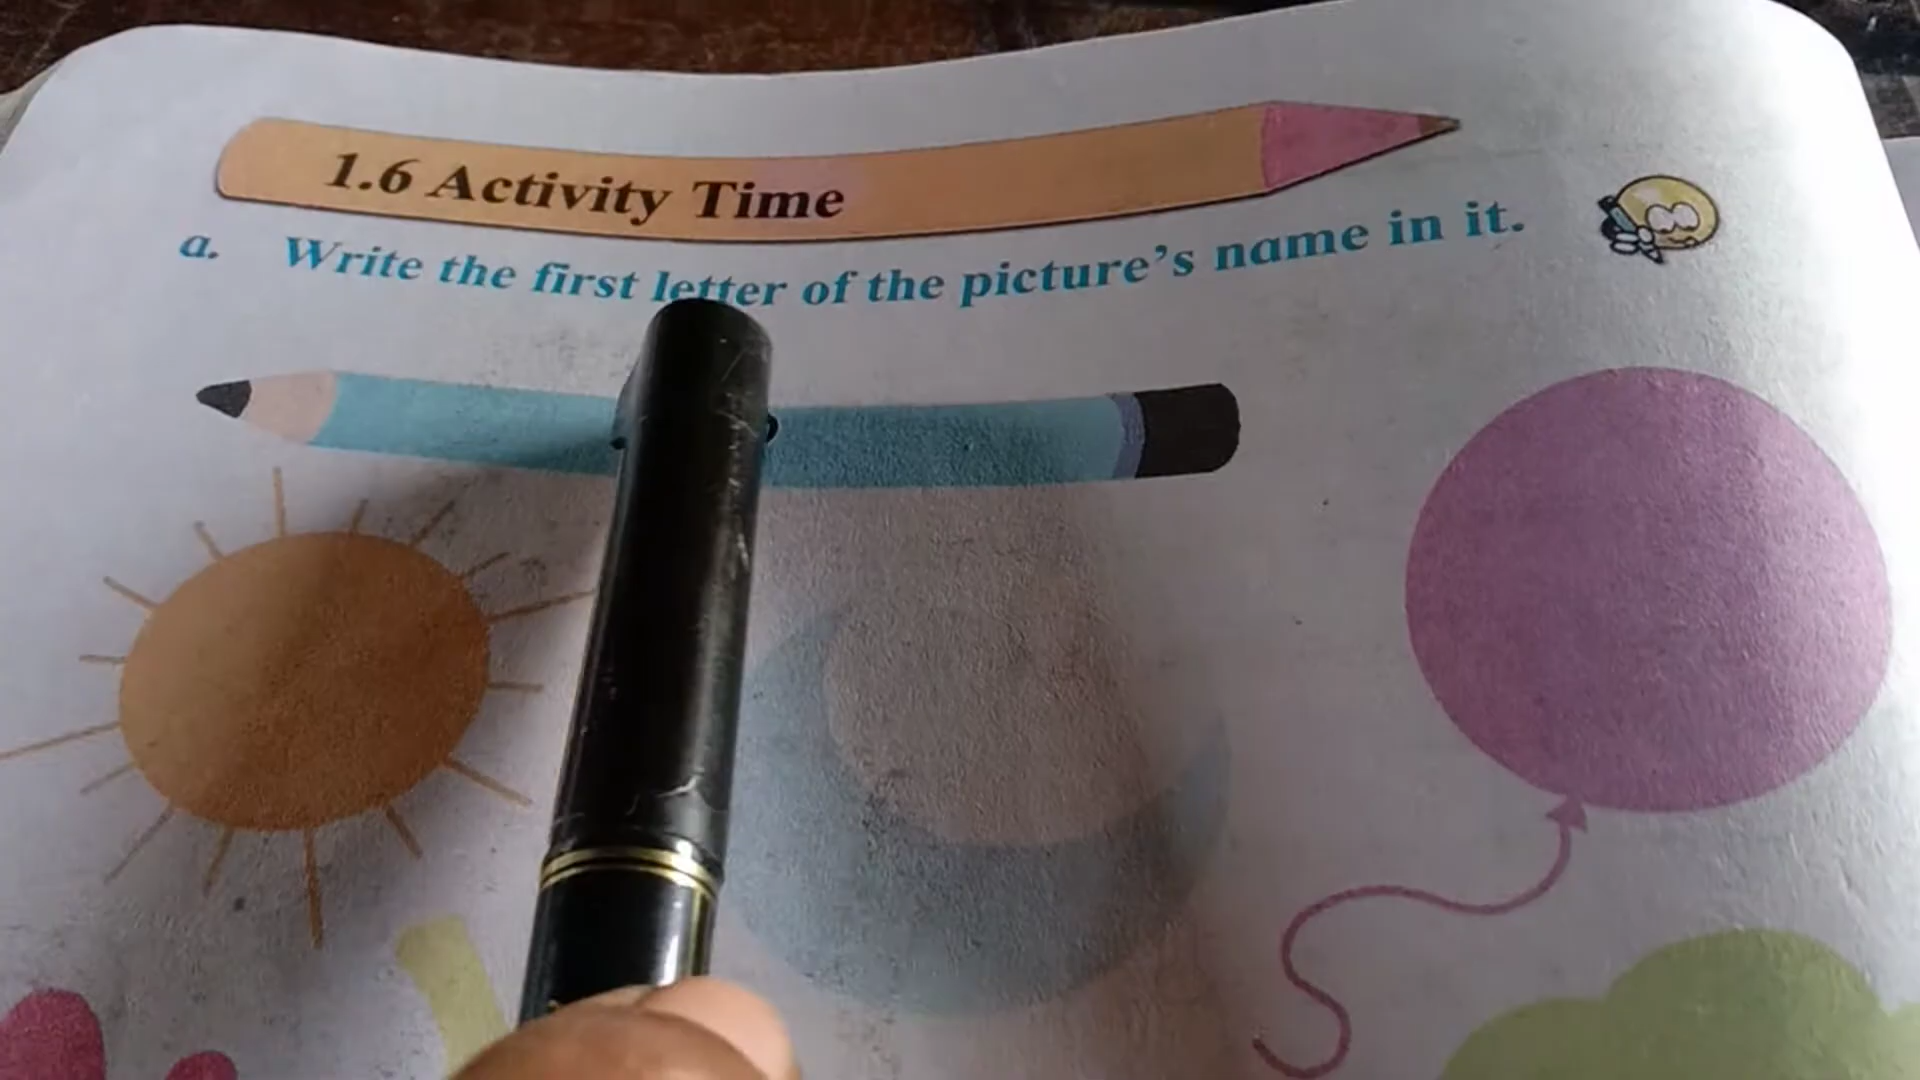 1.6 Activity Time
a. Write the first letter of the picture's name in it.